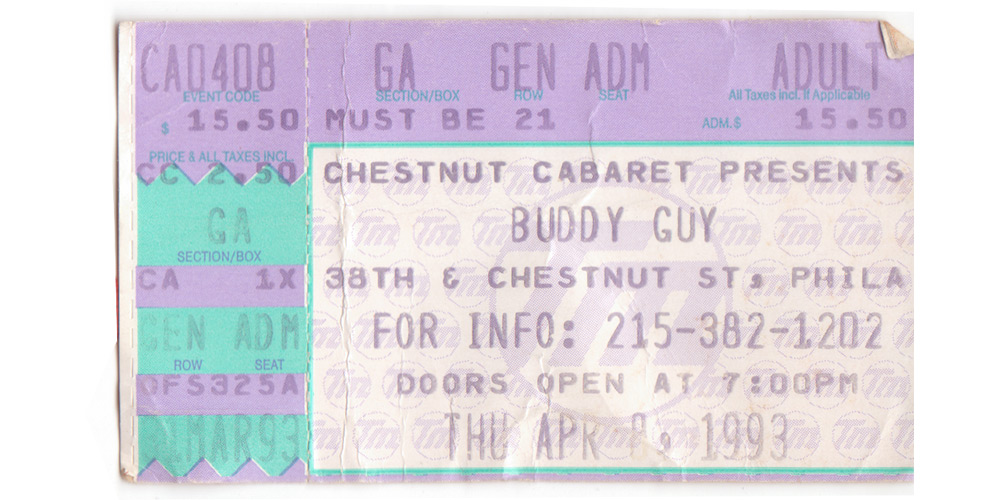 CA0408 GA GEN ADM ADULT
EVENT CODE SECTION/BOX ROW SEAT All Taxes Incl. If Applicable
$ 15.50 MUST BE 21 ADM. $ 15.50
PRICE & ALL TAXES INCL.
CC 2.50 CHESTNUT CABARET PRESENTS
GA BUDDY GUY
SECTION/BOX
CA 1X 38TH & CHESTNUT ST, PHILA
GEN ADM FOR INFO: 215-382-1202
ROW SEAT
OFS325A DOORS OPEN AT 7:00PM
MAR93 THU APR 1993